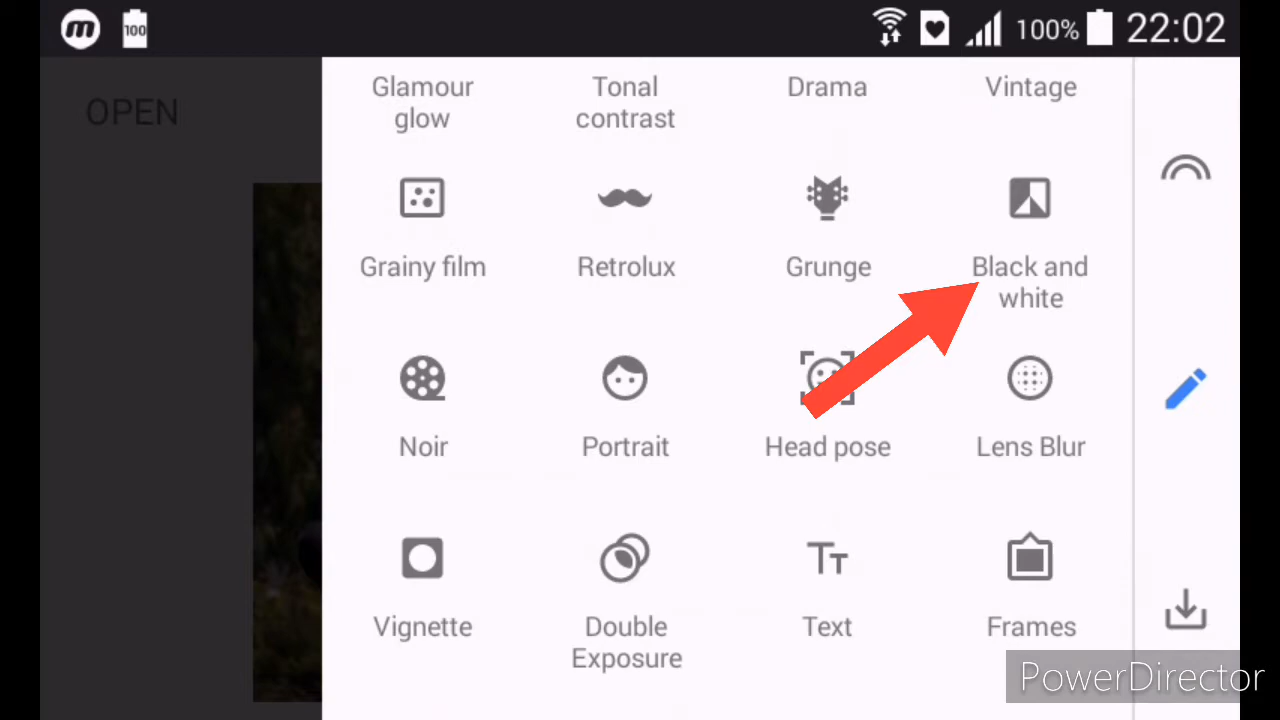 m 100 100% 22:02
OPEN
Glamour
glow
Tonal
contrast
Drama
Vintage
Grainy film
Retrolux
Grunge
Black and
white
Noir
Portrait
Head pose
Lens Blur
Vignette
Double
Exposure
Text
Frames
PowerDirector